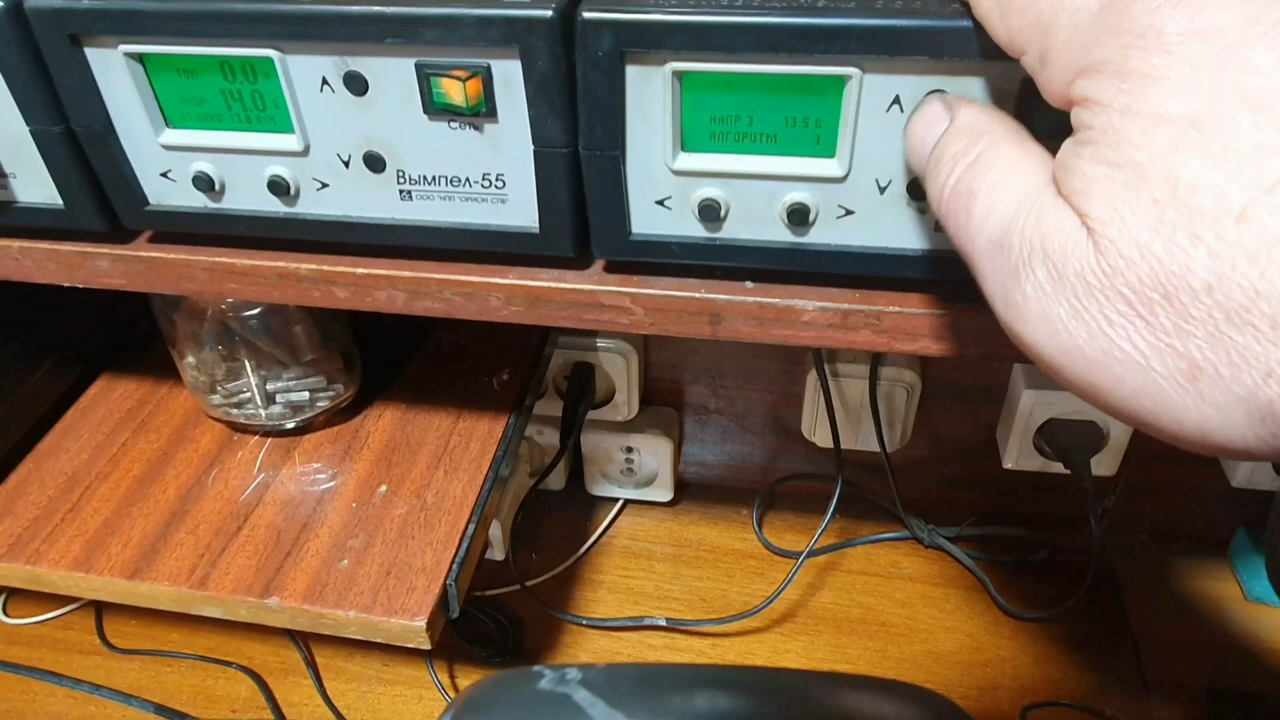 ТОК 0.0 А
НАПР. 14.0 В
13.8 А×Ч
Сеть
Вымпел-55
ООО "НПП "ОРИОН СПБ"
НАПР 3 13.5 В
АЛГОРИТМ 3